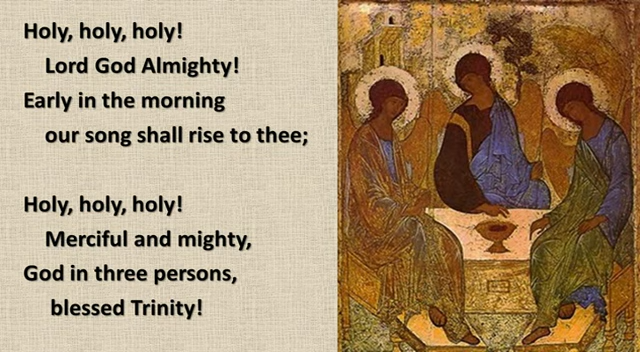 Holy, holy, holy!
Lord God Almighty!
Early in the morning
our song shall rise to thee;
Holy, holy, holy!
Merciful and mighty,
God in three persons,
blessed Trinity!